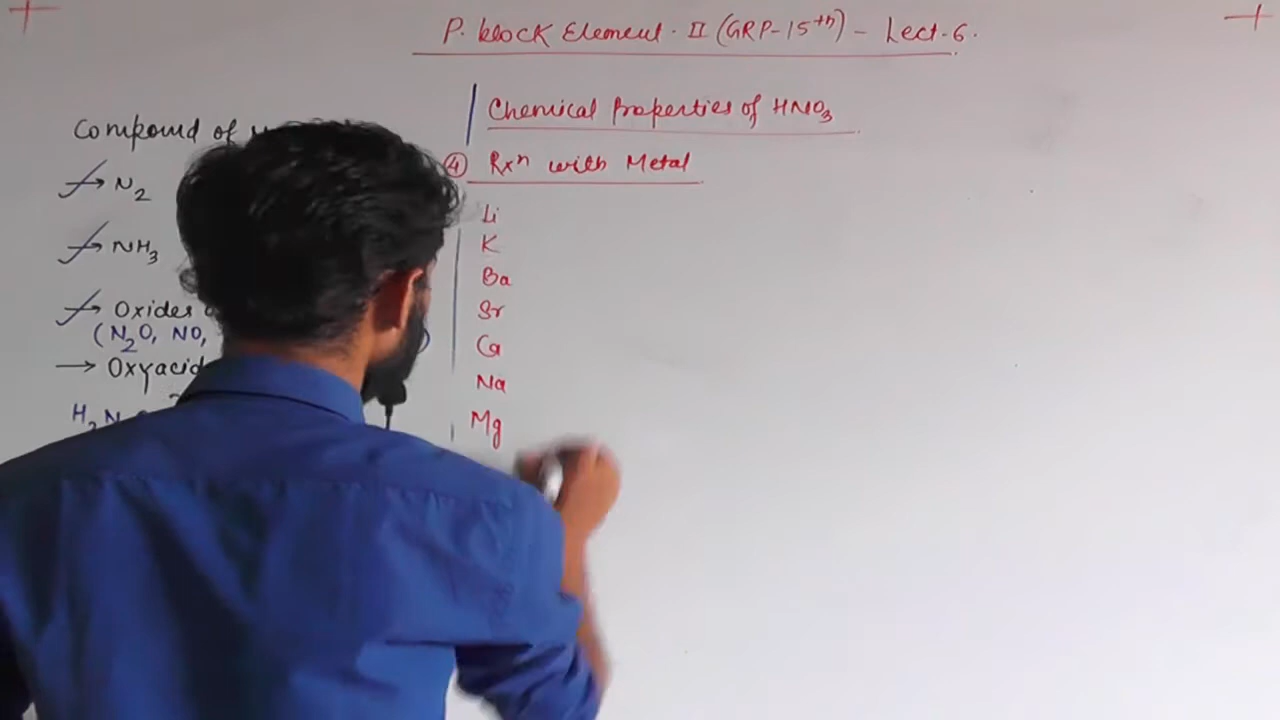 P. block Element. II (GRP-15th) - Lect. 6.
Compound of
N2
NH3
Oxides
(N2O, NO, )
→ Oxyacid
H2N
Chemical Properties of HNO3
④ Rxn with Metal
Li
K
Ba
Sr
Ca
Na
Mg